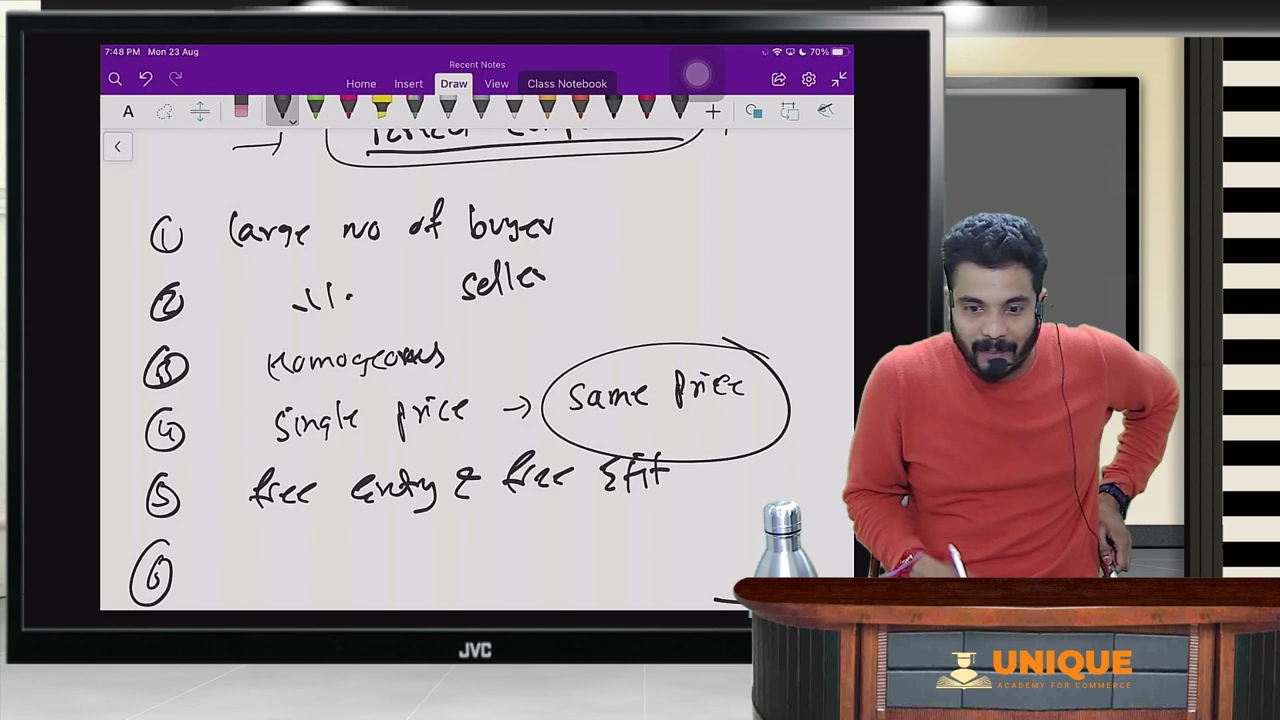 7:48 PM Mon 23 Aug
70%
Recent Notes
Home Insert Draw View Class Notebook
A
① large no of buyer
② -11- seller
③ Homogeous
④ Single price → Same Price
⑤ free entry & free Exit
⑥
JVC
UNIQUE
ACADEMY FOR COMMERCE